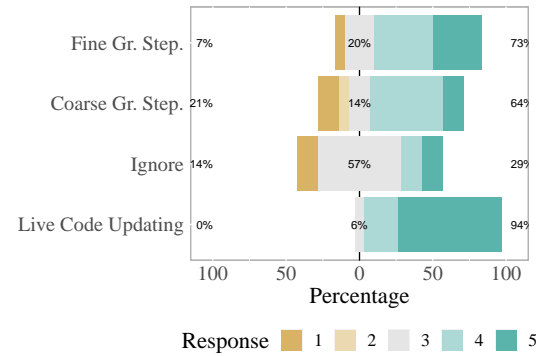 Fine Gr. Step. 7% 20% 73%
Coarse Gr. Step. 21% 14% 64%
Ignore 14% 57% 29%
Live Code Updating 0% 6% 94%
100 50 0 50 100
Percentage
Response 1 2 3 4 5